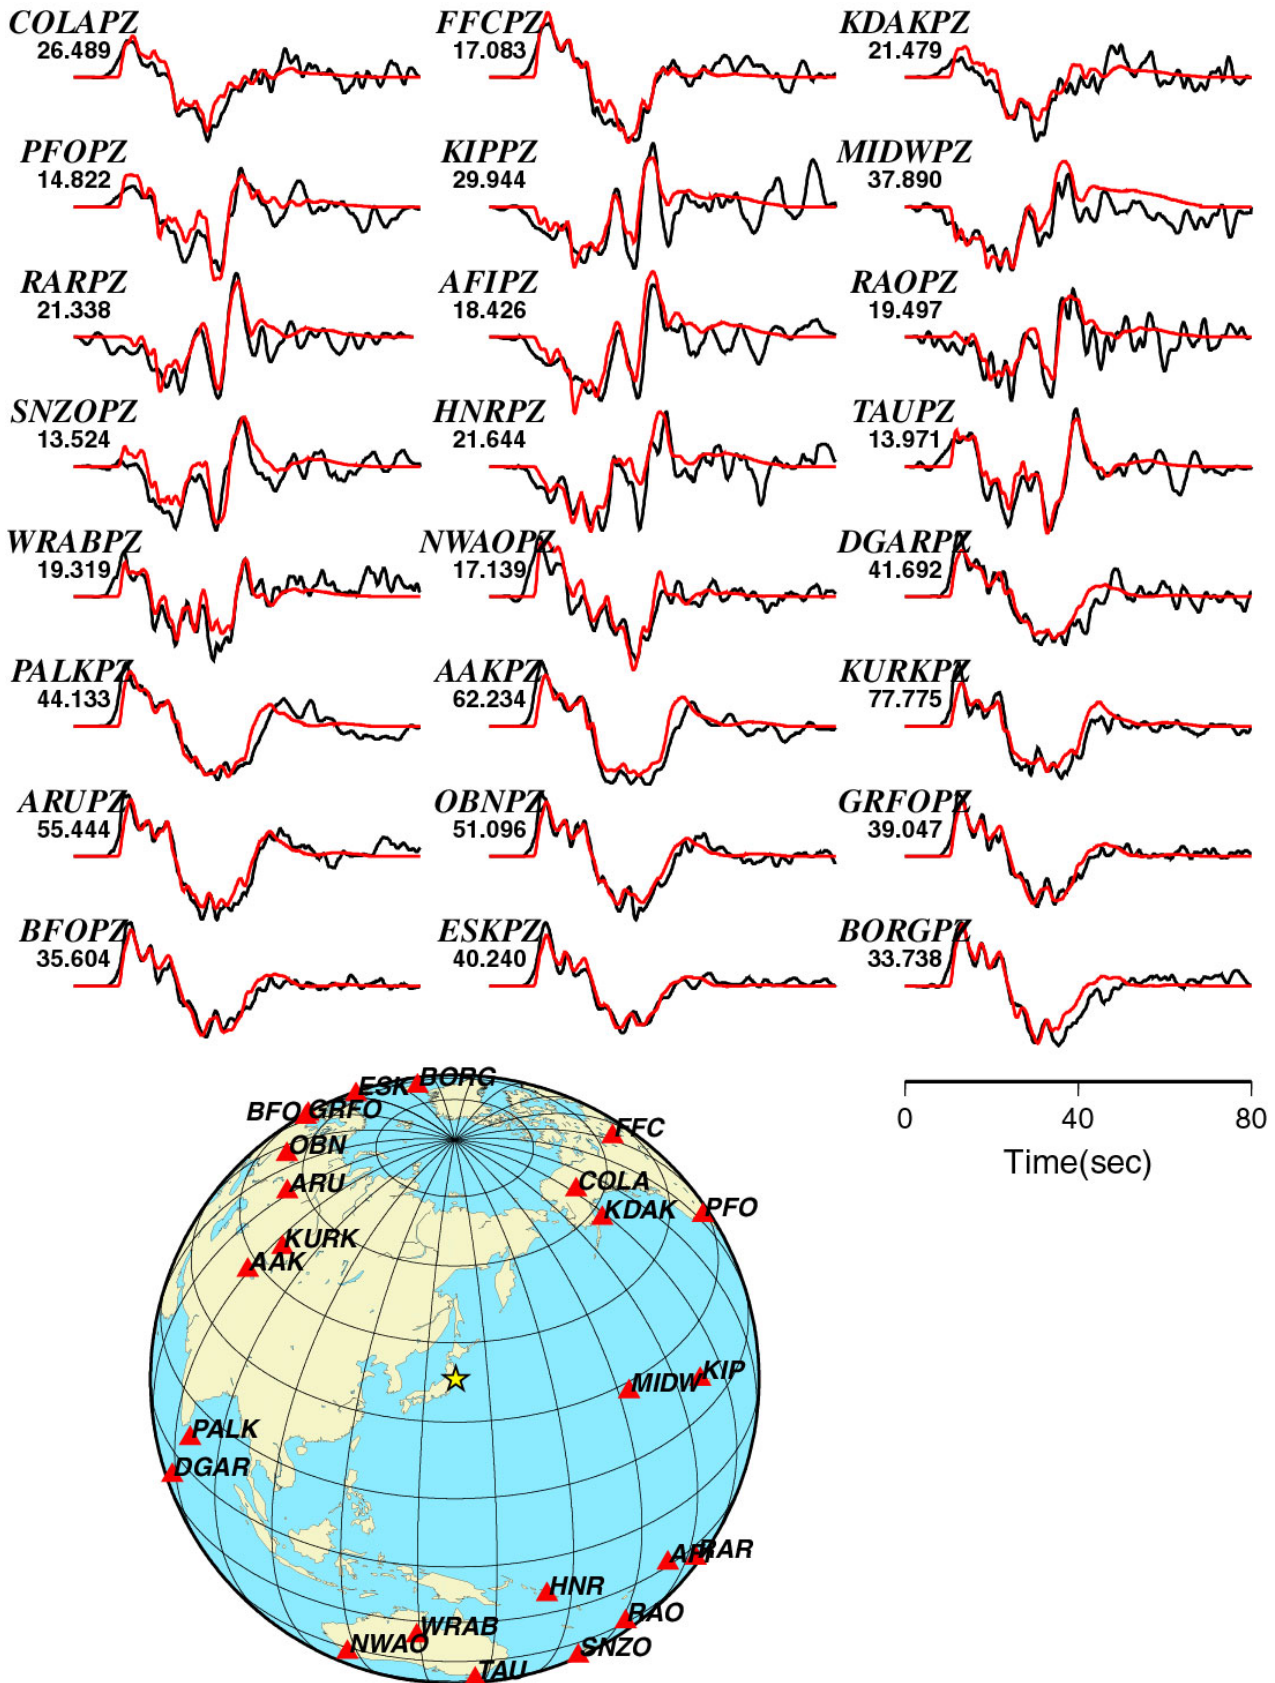 COLAPZ FFCPZ KDAKPZ
26.489 17.083 21.479
PFOPZ KIPPZ MIDWPZ
14.822 29.944 37.890
RARPZ AFIPZ RAOPZ
21.338 18.426 19.497
SNZOPZ HNRPZ TAUPZ
13.524 21.644 13.971
WRABPZ NWAOPZ DGARPZ
19.319 17.139 41.692
PALKPZ AAKPZ KURKPZ
44.133 62.234 77.775
ARUPZ OBNPZ GRFOPZ
55.444 51.096 39.047
BFOPZ ESKPZ BORGPZ
35.604 40.240 33.738
0 40 80
Time(sec)
ESK BORG
BFO GRFO
FFC
OBN
ARU COLA
KDAK PFO
KURK
AAK
MIDW KIP
PALK
DGAR
AFI RAR
HNR
RAO
WRAB
NWAO SNZO
TAU